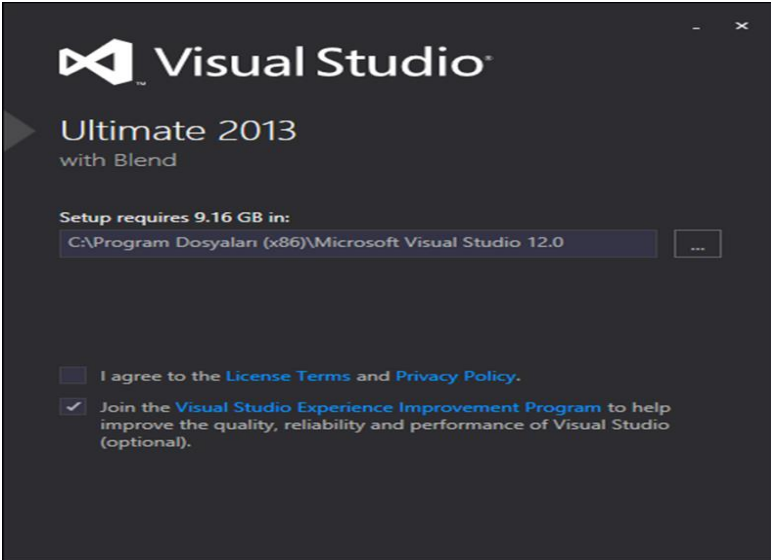 Visual Studio®
™
Ultimate 2013
with Blend
Setup requires 9.16 GB in:
C:\Program Dosyaları (x86)\Microsoft Visual Studio 12.0
...
I agree to the License Terms and Privacy Policy.
Join the Visual Studio Experience Improvement Program to help
improve the quality, reliability and performance of Visual Studio
(optional).